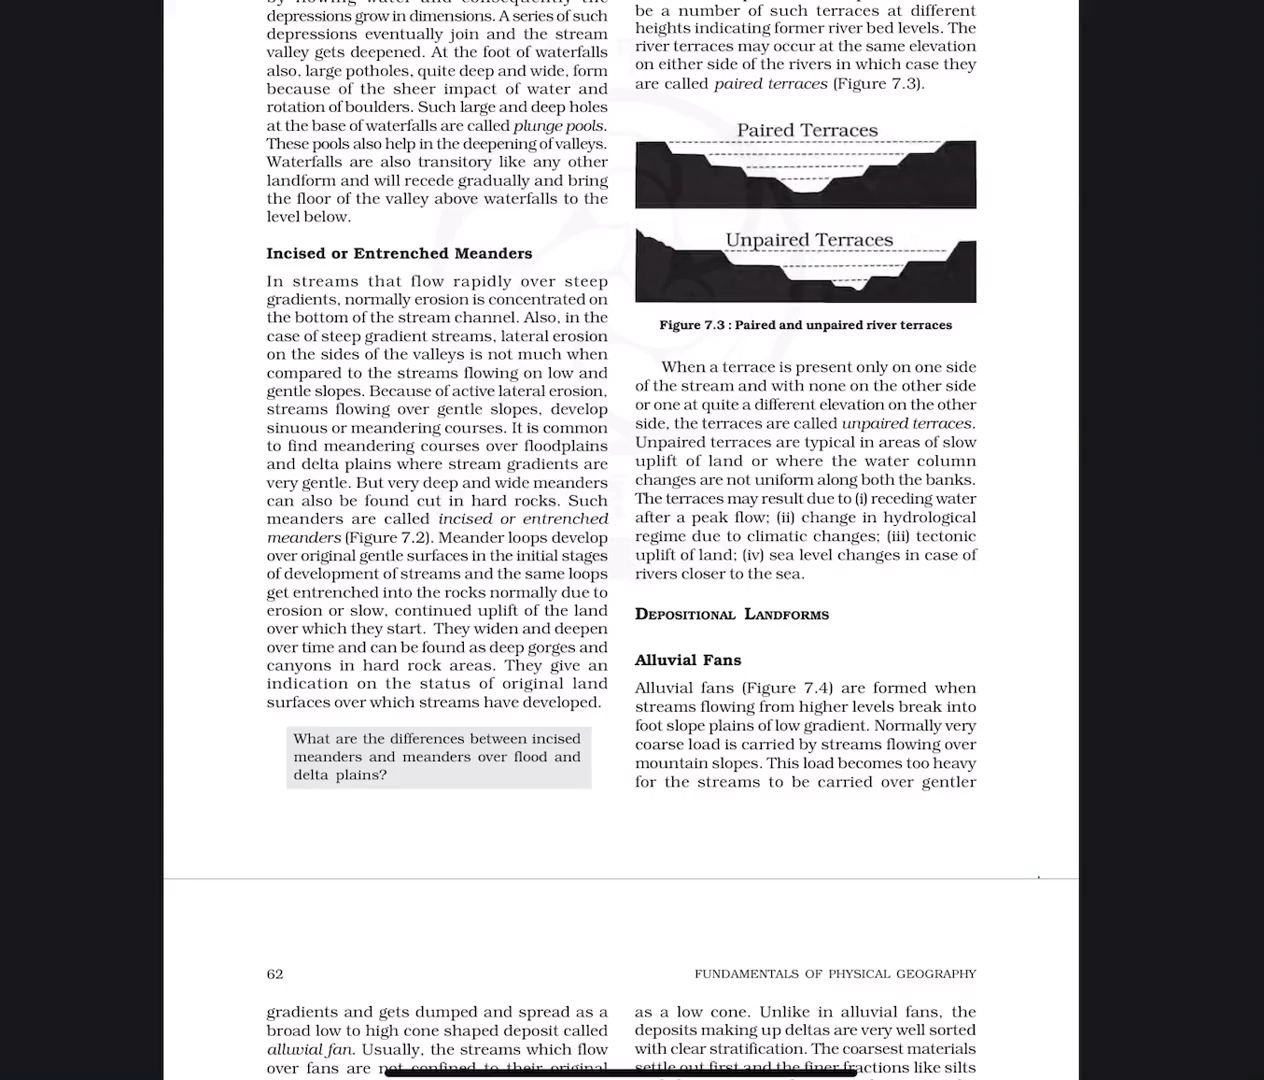 depressions grow in dimensions. A series of such
depressions eventually join and the stream
valley gets deepened. At the foot of waterfalls
also, large potholes, quite deep and wide, form
because of the sheer impact of water and
rotation of boulders. Such large and deep holes
at the base of waterfalls are called plunge pools.
These pools also help in the deepening of valleys.
Waterfalls are also transitory like any other
landform and will recede gradually and bring
the floor of the valley above waterfalls to the
level below.
Incised or Entrenched Meanders
In streams that flow rapidly over steep
gradients, normally erosion is concentrated on
the bottom of the stream channel. Also, in the
case of steep gradient streams, lateral erosion
on the sides of the valleys is not much when
compared to the streams flowing on low and
gentle slopes. Because of active lateral erosion,
streams flowing over gentle slopes, develop
sinuous or meandering courses. It is common
to find meandering courses over floodplains
and delta plains where stream gradients are
very gentle. But very deep and wide meanders
can also be found cut in hard rocks. Such
meanders are called incised or entrenched
meanders (Figure 7.2). Meander loops develop
over original gentle surfaces in the initial stages
of development of streams and the same loops
get entrenched into the rocks normally due to
erosion or slow, continued uplift of the land
over which they start. They widen and deepen
over time and can be found as deep gorges and
canyons in hard rock areas. They give an
indication on the status of original land
surfaces over which streams have developed.
What are the differences between incised
meanders and meanders over flood and
delta plains?
be a number of such terraces at different
heights indicating former river bed levels. The
river terraces may occur at the same elevation
on either side of the rivers in which case they
are called paired terraces (Figure 7.3).
Paired Terraces
Unpaired Terraces
Figure 7.3 : Paired and unpaired river terraces
When a terrace is present only on one side
of the stream and with none on the other side
or one at quite a different elevation on the other
side, the terraces are called unpaired terraces.
Unpaired terraces are typical in areas of slow
uplift of land or where the water column
changes are not uniform along both the banks.
The terraces may result due to (i) receding water
after a peak flow; (ii) change in hydrological
regime due to climatic changes; (iii) tectonic
uplift of land; (iv) sea level changes in case of
rivers closer to the sea.
DEPOSITIONAL LANDFORMS
Alluvial Fans
Alluvial fans (Figure 7.4) are formed when
streams flowing from higher levels break into
foot slope plains of low gradient. Normally very
coarse load is carried by streams flowing over
mountain slopes. This load becomes too heavy
for the streams to be carried over gentler
62
FUNDAMENTALS OF PHYSICAL GEOGRAPHY
gradients and gets dumped and spread as a
broad low to high cone shaped deposit called
alluvial fan. Usually, the streams which flow
over fans are not confined to their original
as a low cone. Unlike in alluvial fans, the
deposits making up deltas are very well sorted
with clear stratification. The coarsest materials
settle out first and the finer fractions like silts